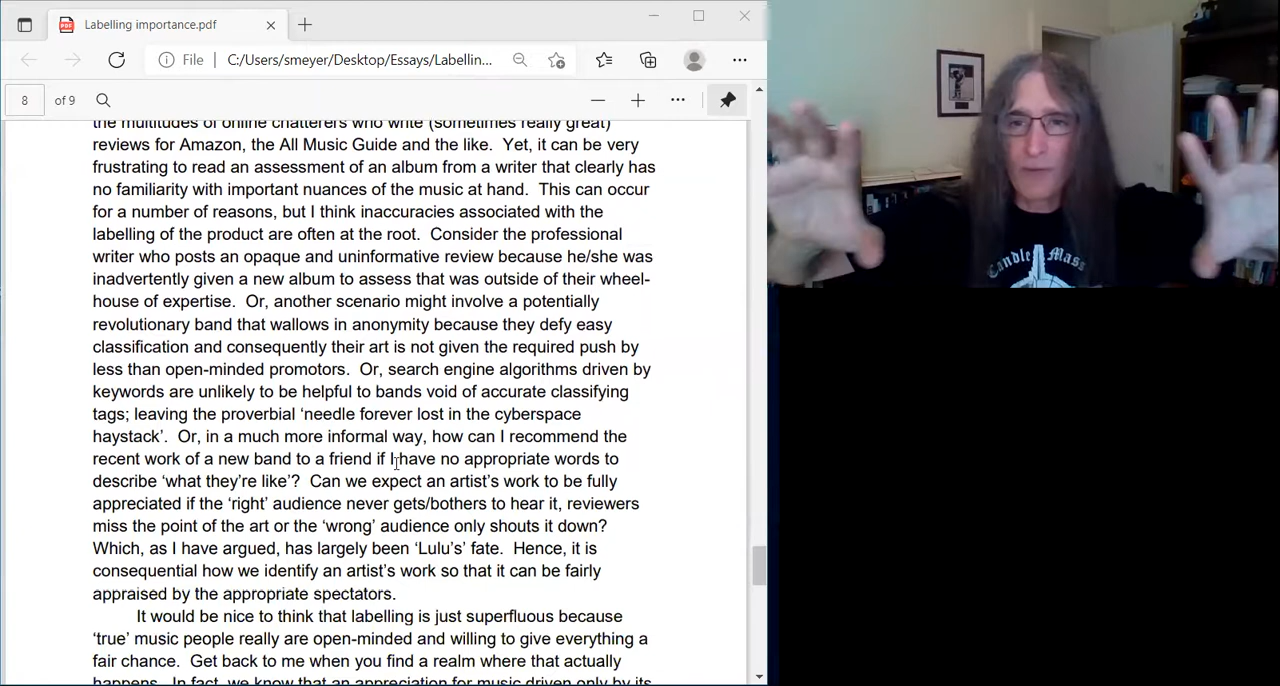 Labelling importance.pdf
File
C:/Users/smeyer/Desktop/Essays/Labellin...
8 of 9
the multitudes of online chatters who write (sometimes really great)
reviews for Amazon, the All Music Guide and the like. Yet, it can be very
frustrating to read an assessment of an album from a writer that clearly has
no familiarity with important nuances of the music at hand. This can occur
for a number of reasons, but I think inaccuracies associated with the
labelling of the product are often at the root. Consider the professional
writer who posts an opaque and uninformative review because he/she was
inadvertently given a new album to assess that was outside of their wheel-
house of expertise. Or, another scenario might involve a potentially
revolutionary band that wallows in anonymity because they defy easy
classification and consequently their art is not given the required push by
less than open-minded promotors. Or, search engine algorithms driven by
keywords are unlikely to be helpful to bands void of accurate classifying
tags; leaving the proverbial ‘needle forever lost in the cyberspace
haystack’. Or, in a much more informal way, how can I recommend the
recent work of a new band to a friend if I have no appropriate words to
describe ‘what they’re like’? Can we expect an artist’s work to be fully
appreciated if the ‘right’ audience never gets/bothers to hear it, reviewers
miss the point of the art or the ‘wrong’ audience only shouts it down?
Which, as I have argued, has largely been ‘Lulu’s’ fate. Hence, it is
consequential how we identify an artist’s work so that it can be fairly
appraised by the appropriate spectators.
It would be nice to think that labelling is just superfluous because
‘true’ music people really are open-minded and willing to give everything a
fair chance. Get back to me when you find a realm where that actually
happens. In fact, we know that an appreciation for music driven only by its
Candle Mass